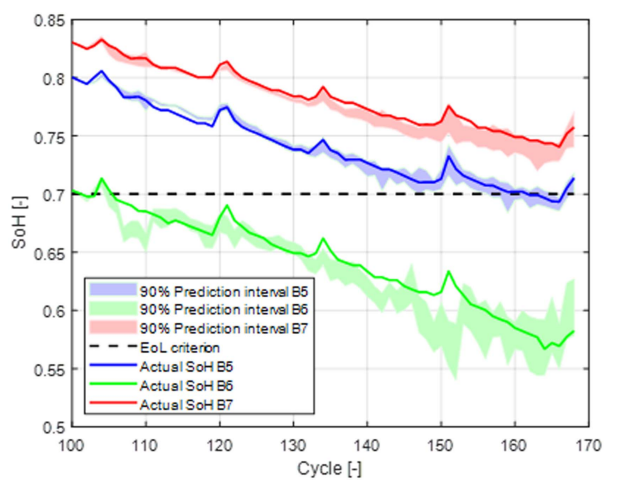 0.85
0.8
0.75
0.7
0.65
0.6
0.55
0.5
SoH [-]
90% Prediction interval B5
90% Prediction interval B6
90% Prediction interval B7
EoL criterion
Actual SoH B5
Actual SoH B6
Actual SoH B7
100 110 120 130 140 150 160 170
Cycle [-]